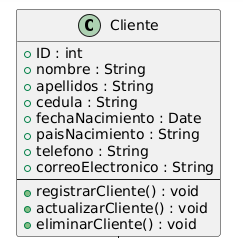 C Cliente
ID : int
nombre : String
apellidos : String
cedula : String
fechaNacimiento : Date
paisNacimiento : String
telefono : String
correoElectronico : String
registrarCliente() : void
actualizarCliente() : void
eliminarCliente() : void